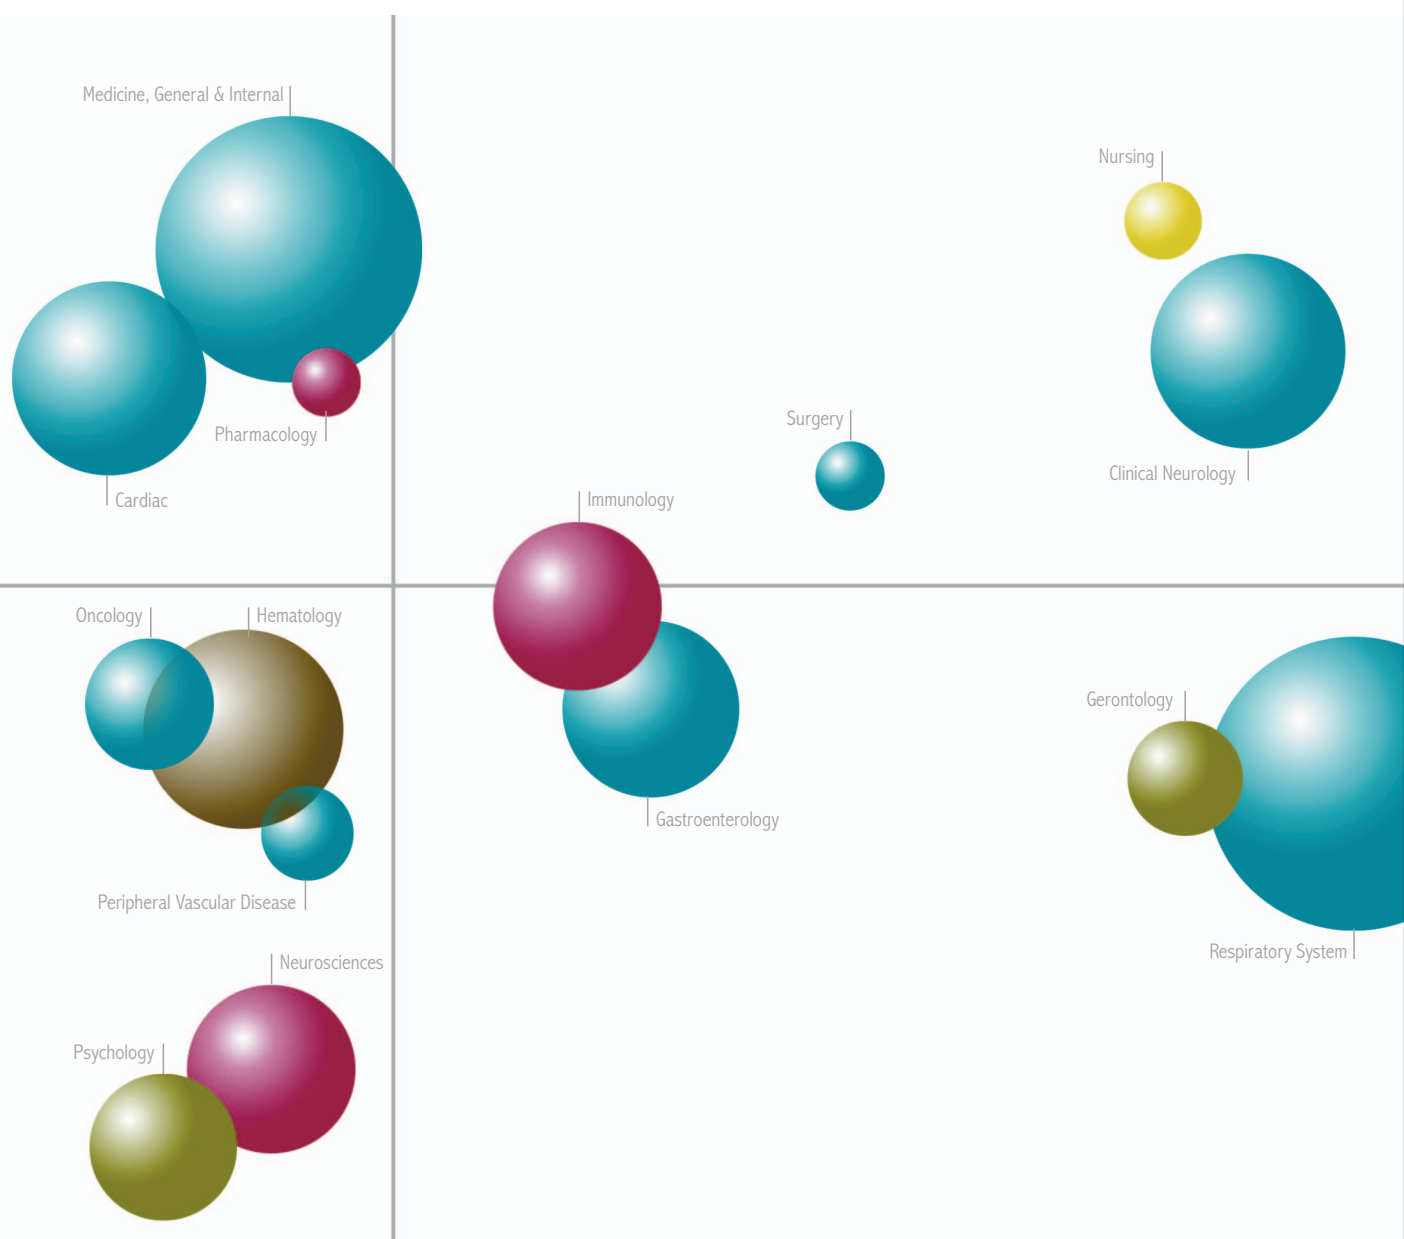 Medicine, General & Internal
Nursing
Surgery
Pharmacology
Clinical Neurology
Cardiac
Immunology
Oncology
Hematology
Gerontology
Gastroenterology
Peripheral Vascular Disease
Respiratory System
Neurosciences
Psychology